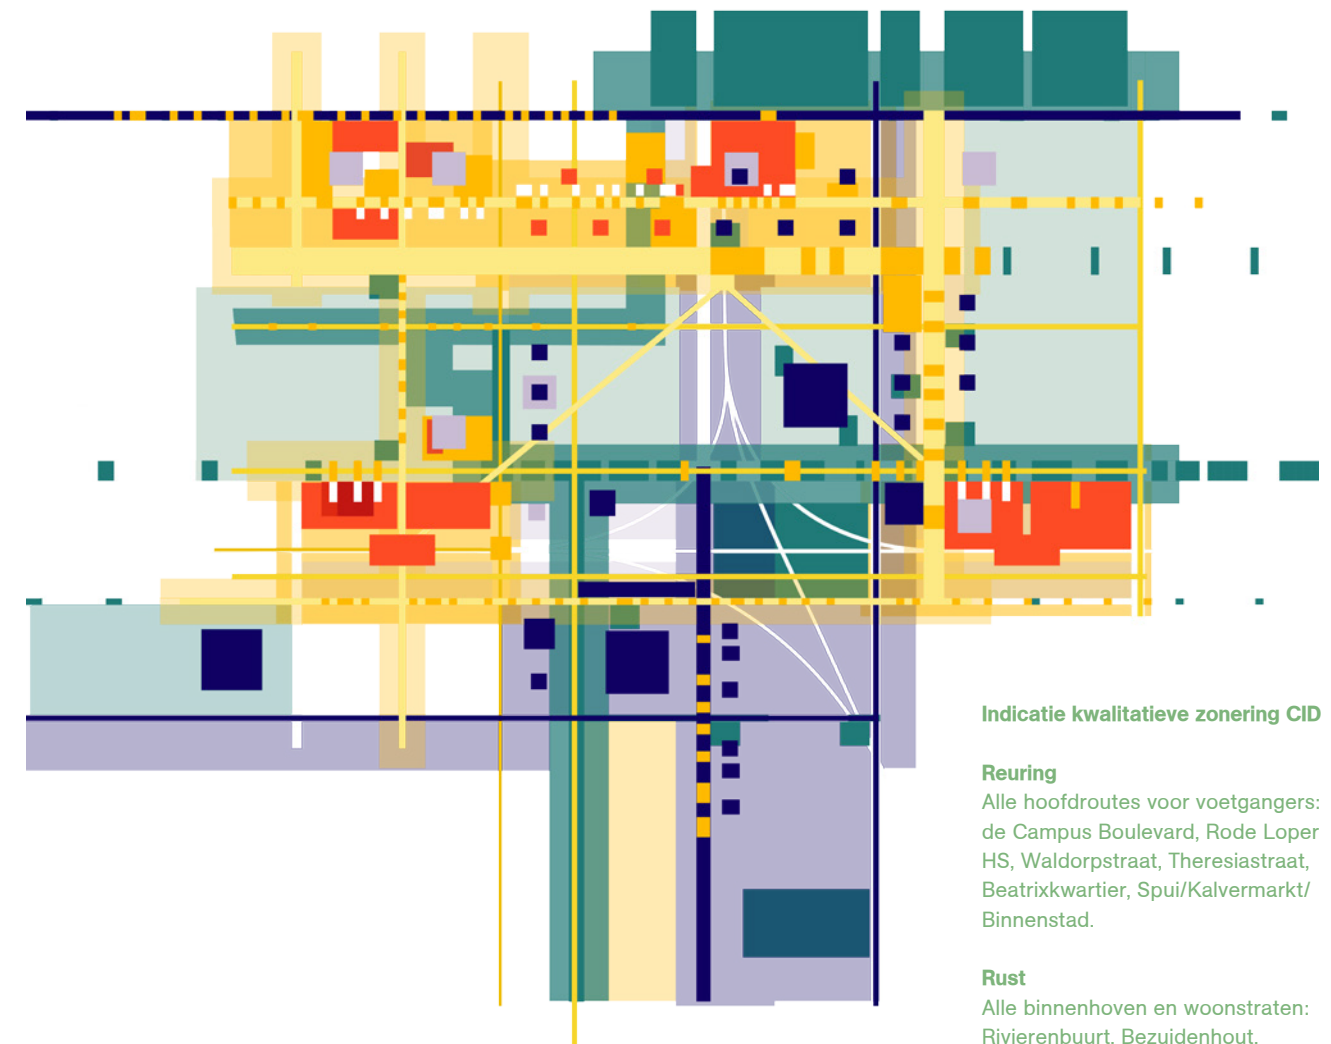 Indicatie kwalitatieve zonering CID
Reuring
Alle hoofdroutes voor voetgangers:
de Campus Boulevard, Rode Loper
HS, Waldorpstraat, Theresiastraat,
Beatrixkwartier, Spui/Kalvermarkt/
Binnenstad.
Rust
Alle binnenhoven en woonstraten:
Rivierenbuurt, Bezuidenhout.